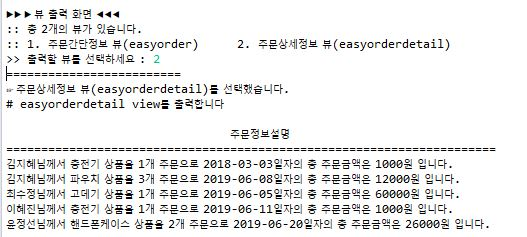 ▶▶▶뷰 출력 화면 ◀◀◀
:: 총 2개의 뷰가 있습니다.
:: 1. 주문간단정보 뷰(easyorder)      2. 주문상세정보 뷰(easyorderdetail)
>> 출력할 뷰를 선택하세요 : 2
=========================
☞주문상세정보 뷰(easyorderdetail)를 선택했습니다.
# easyorderdetail view를 출력합니다
주문정보설명
======================================================================
김지혜님께서 충전기 상품을 1개 주문으로 2018-03-03일자의 총 주문금액은 1000원 입니다.
김지혜님께서 파우치 상품을 3개 주문으로 2019-06-08일자의 총 주문금액은 12000원 입니다.
최수정님께서 고데기 상품을 1개 주문으로 2019-06-05일자의 총 주문금액은 60000원 입니다.
이혜진님께서 충전기 상품을 1개 주문으로 2019-06-11일자의 총 주문금액은 1000원 입니다.
윤정선님께서 핸드폰케이스 상품을 2개 주문으로 2019-06-20일자의 총 주문금액은 26000원 입니다.